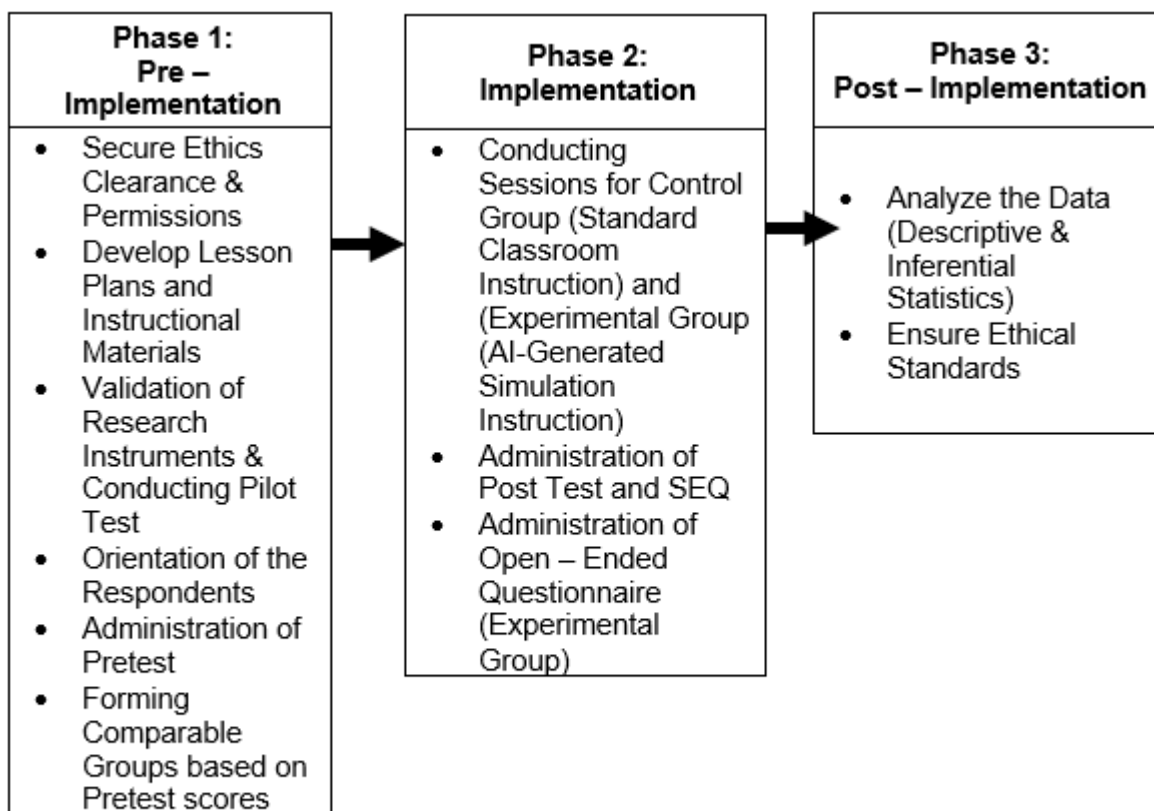 Phase 1:
Pre –
Implementation
• Secure Ethics
Clearance &
Permissions
• Develop Lesson
Plans and
Instructional
Materials
• Validation of
Research
Instruments &
Conducting Pilot
Test
• Orientation of the
Respondents
• Administration of
Pretest
• Forming
Comparable
Groups based on
Pretest scores
Phase 2:
Implementation
• Conducting
Sessions for Control
Group (Standard
Classroom
Instruction) and
(Experimental Group
(AI-Generated
Simulation
Instruction)
• Administration of
Post Test and SEQ
• Administration of
Open – Ended
Questionnaire
(Experimental
Group)
Phase 3:
Post – Implementation
• Analyze the Data
(Descriptive &
Inferential
Statistics)
• Ensure Ethical
Standards